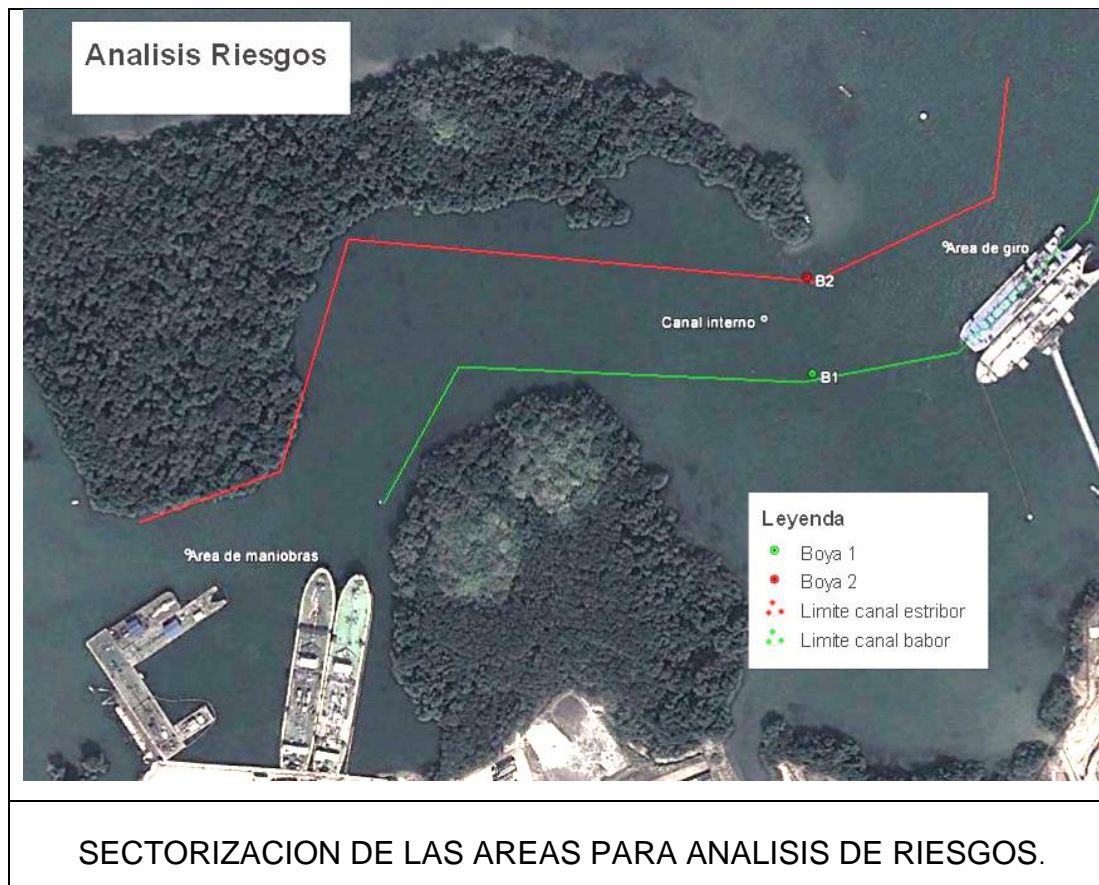 Analisis Riesgos
Area de giro
B2
Canal interno
B1
Leyenda
Boya 1
Boya 2
Limite canal estribor
Limite canal babor
Area de maniobras
SECTORIZACION DE LAS AREAS PARA ANALISIS DE RIESGOS.